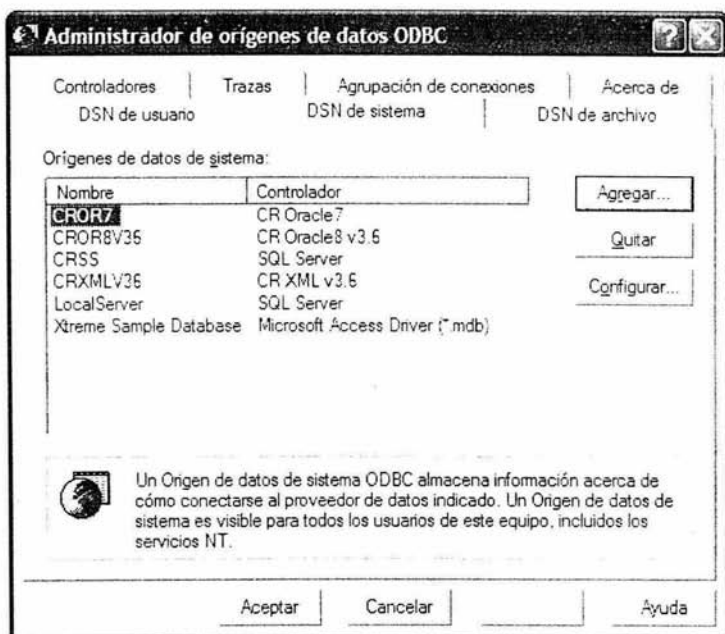 Administrador de orígenes de datos ODBC
Controladores Trazas Agrupación de conexiones Acerca de
DSN de usuario DSN de sistema DSN de archivo
Orígenes de datos de sistema:
Nombre Controlador
CROR7 CR Oracle7
CROR8V36 CR Oracle8 v3.6
CRSS SQL Server
CRXMLV36 CR XML v3.6
LocalServer SQL Server
Xtreme Sample Database Microsoft Access Driver (*.mdb)
Agregar...
Quitar
Configurar...
Un Origen de datos de sistema ODBC almacena información acerca de
cómo conectarse al proveedor de datos indicado. Un Origen de datos de
sistema es visible para todos los usuarios de este equipo, incluidos los
servicios NT.
Aceptar Cancelar Ayuda